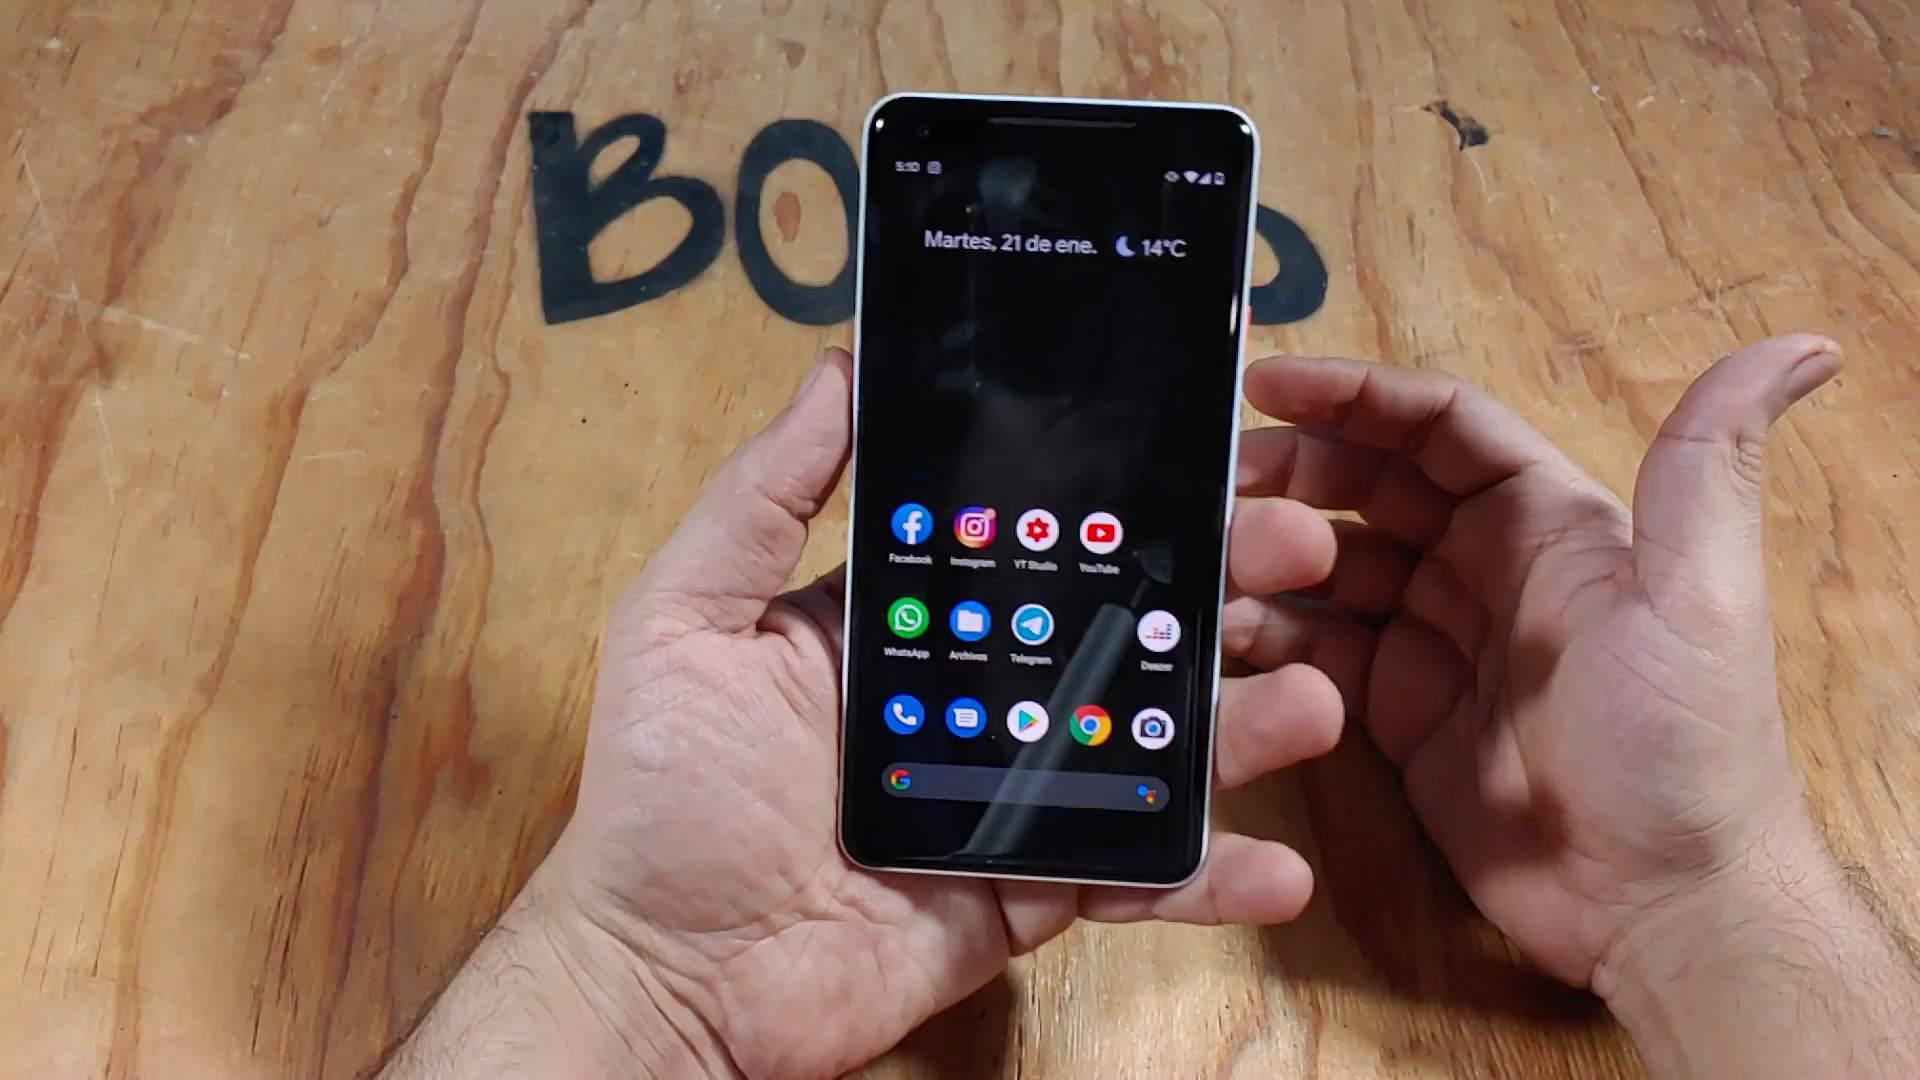 BO
5:10
Martes, 21 de ene. 14°C
Facebook Instagram YT Studio YouTube
WhatsApp Archivos Telegram Deezer